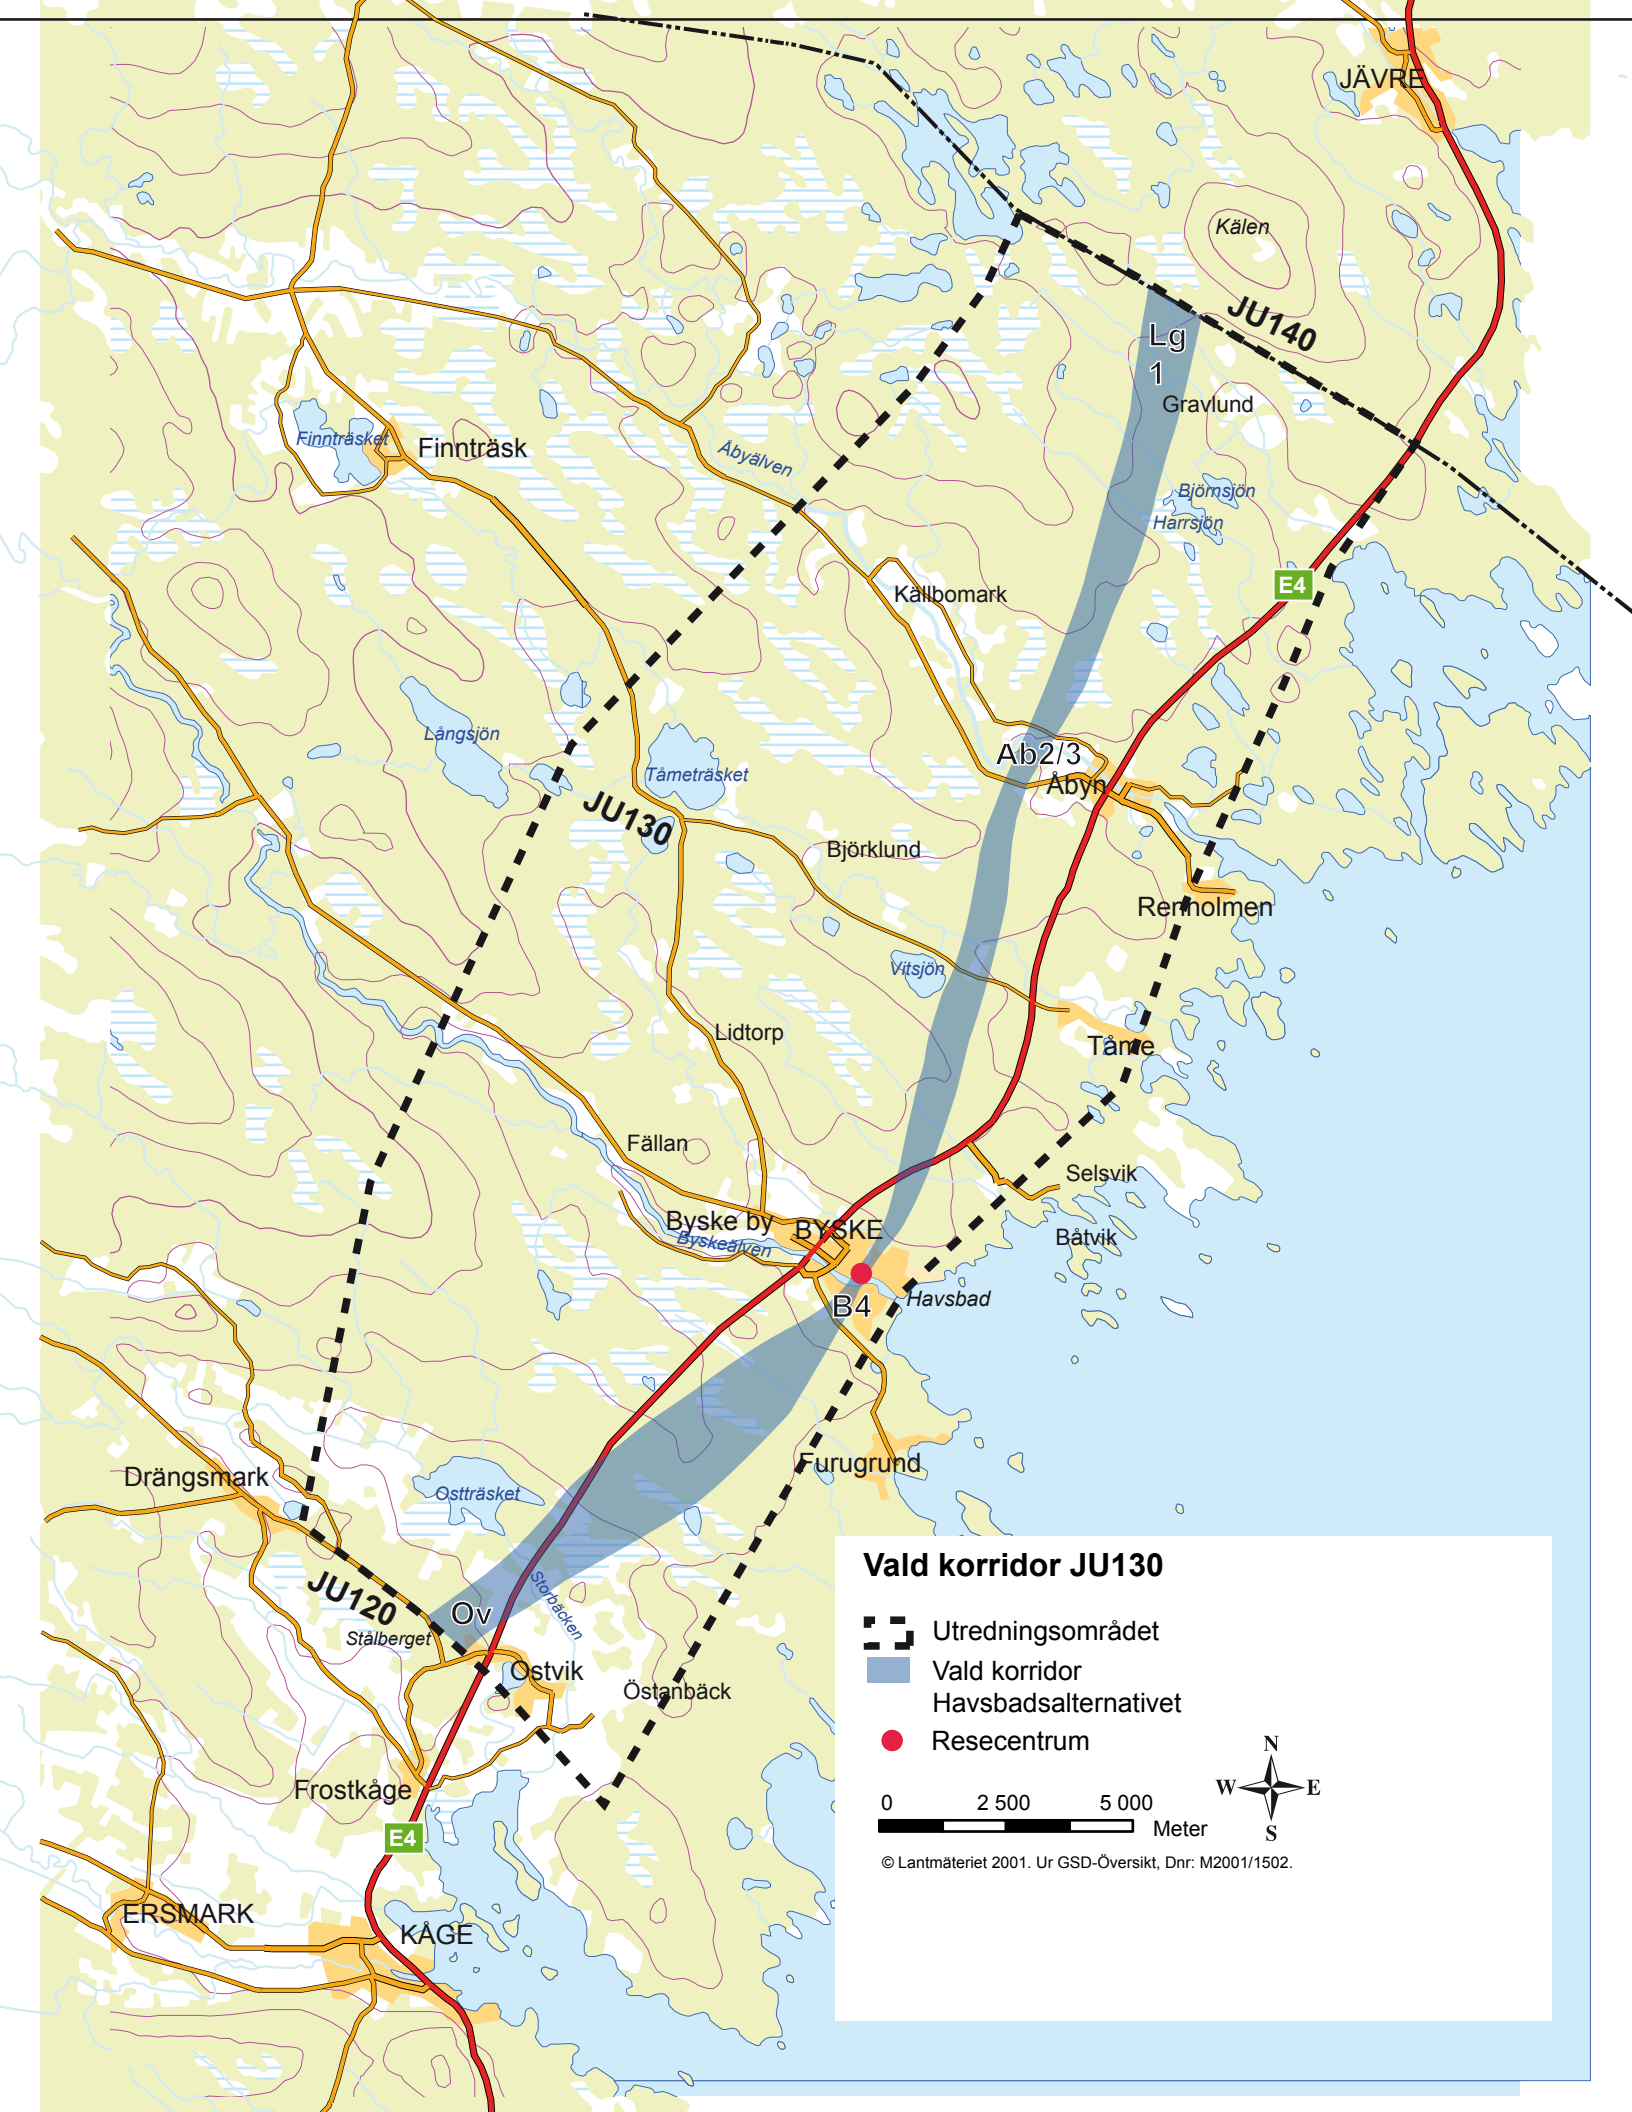 JÄVRE
Kälen
JU140
Lg
1
Gravlund
Finnträsket
Finnträsk
Åbyälven
Björnsjön
Harrsjön
E4
Källbomark
Långsjön
Tåmeträsket
Ab2/3
Åbyn
JU130
Björklund
Renholmen
Vitsjön
Lidtorp
Tåme
Fällan
Selsvik
Byske by
BYSKE
Byskeälven
Båtvik
Havsbad
B4
Drängsmark
Furugrund
Ostträsket
Storbäcken
JU120
Ov
Stålberget
Ostvik
Östanbäck
Frostkåge
E4
ERSMARK
KÅGE
Vald korridor JU130
Utredningsområdet
Vald korridor
Havsbadsalternativet
Resecentrum
N
W E
S
0 2 500 5 000
Meter
© Lantmäteriet 2001. Ur GSD-Översikt, Dnr: M2001/1502.